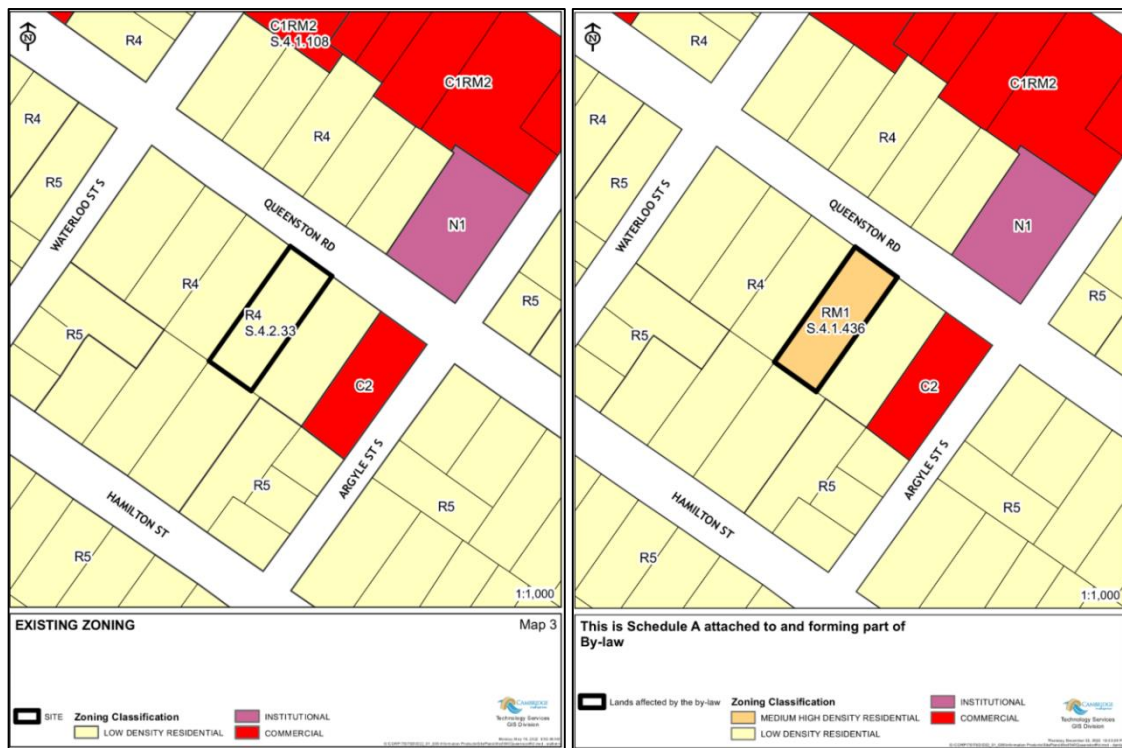 C1RM2
S.4.1.108
R4
C1RM2
R4
R4
R5
WATERLOO ST S
QUEENSTON RD
N1
R4
R4
S.4.2.33
R5
R5
C2
ARGYLE ST S
R5
R5
HAMILTON ST
R5
1:1,000
EXISTING ZONING
Map 3
SITE
Zoning Classification
LOW DENSITY RESIDENTIAL
INSTITUTIONAL
COMMERCIAL
CAMBRIDGE
Technology Services
GIS Division
R4
C1RM2
R4
R4
R5
WATERLOO ST S
QUEENSTON RD
N1
R4
RM1
S.4.1.436
R5
R5
C2
ARGYLE ST S
R5
R5
HAMILTON ST
R5
1:1,000
This is Schedule A attached to and forming part of
By-law
Lands affected by the by-law
Zoning Classification
MEDIUM HIGH DENSITY RESIDENTIAL
LOW DENSITY RESIDENTIAL
INSTITUTIONAL
COMMERCIAL
CAMBRIDGE
Technology Services
GIS Division